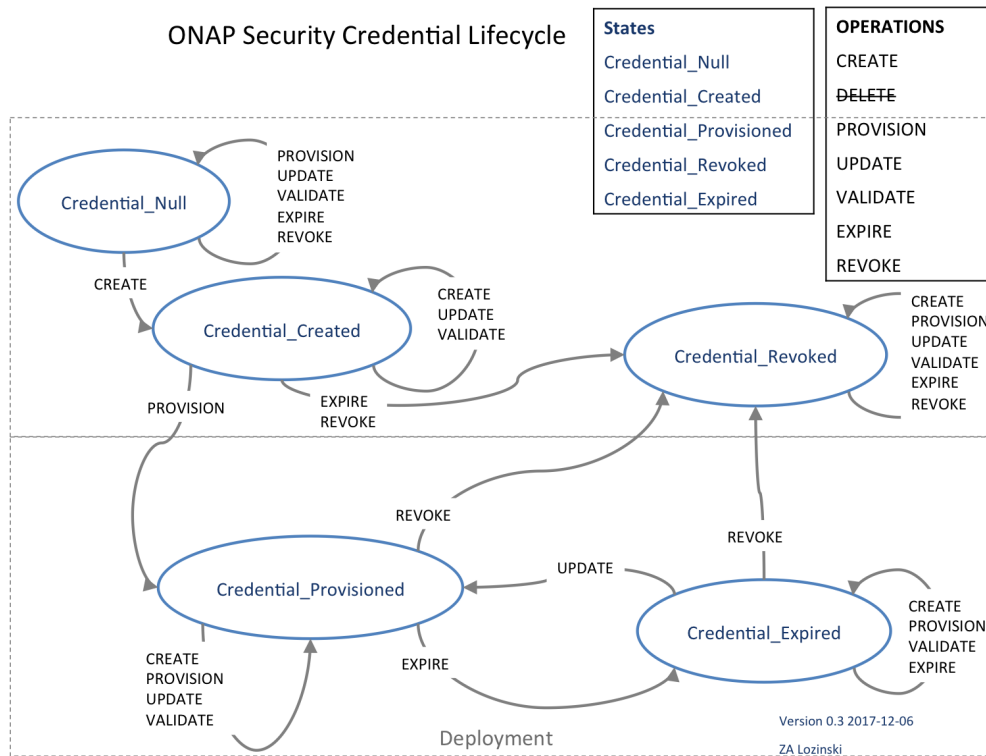 ONAP Security Credential Lifecycle
States
Credential_Null
Credential_Created
Credential_Provisioned
Credential_Revoked
Credential_Expired
OPERATIONS
CREATE
DELETE
PROVISION
UPDATE
VALIDATE
EXPIRE
REVOKE
Credential_Null
PROVISION
UPDATE
VALIDATE
EXPIRE
REVOKE
CREATE
Credential_Created
CREATE
UPDATE
VALIDATE
EXPIRE
REVOKE
Credential_Revoked
CREATE
PROVISION
UPDATE
VALIDATE
EXPIRE
REVOKE
PROVISION
REVOKE
REVOKE
Credential_Provisioned
UPDATE
Credential_Expired
CREATE
PROVISION
VALIDATE
EXPIRE
CREATE
PROVISION
UPDATE
VALIDATE
EXPIRE
Deployment
Version 0.3 2017-12-06
ZA Lozinski